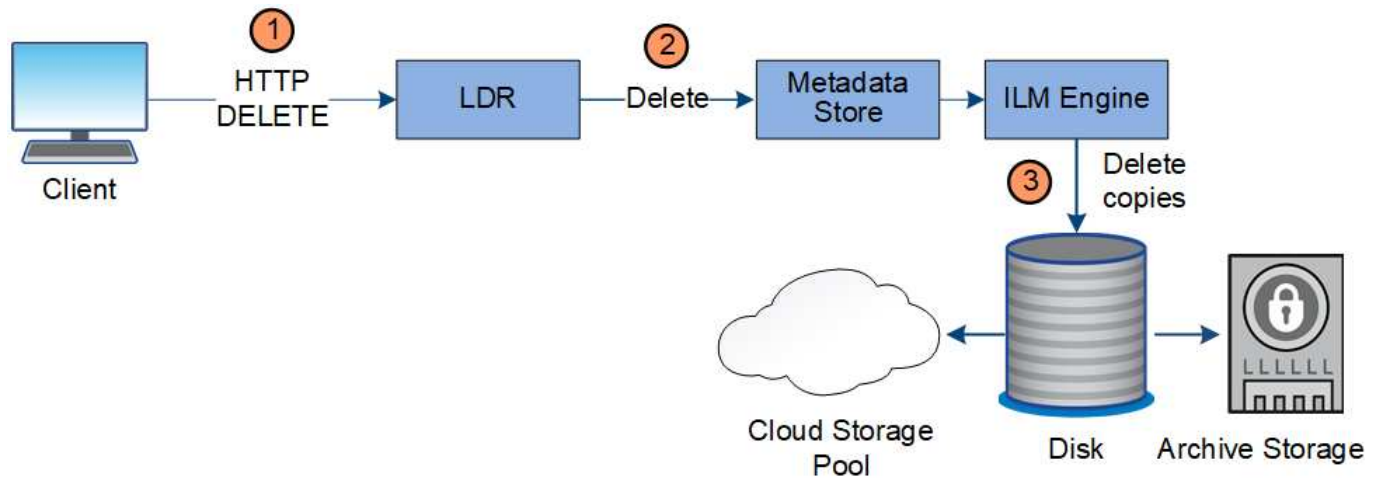 1
HTTP
DELETE
Client
LDR
2
Delete
Metadata
Store
ILM Engine
3
Delete
copies
Cloud Storage
Pool
Disk
LLLLLL
Archive Storage